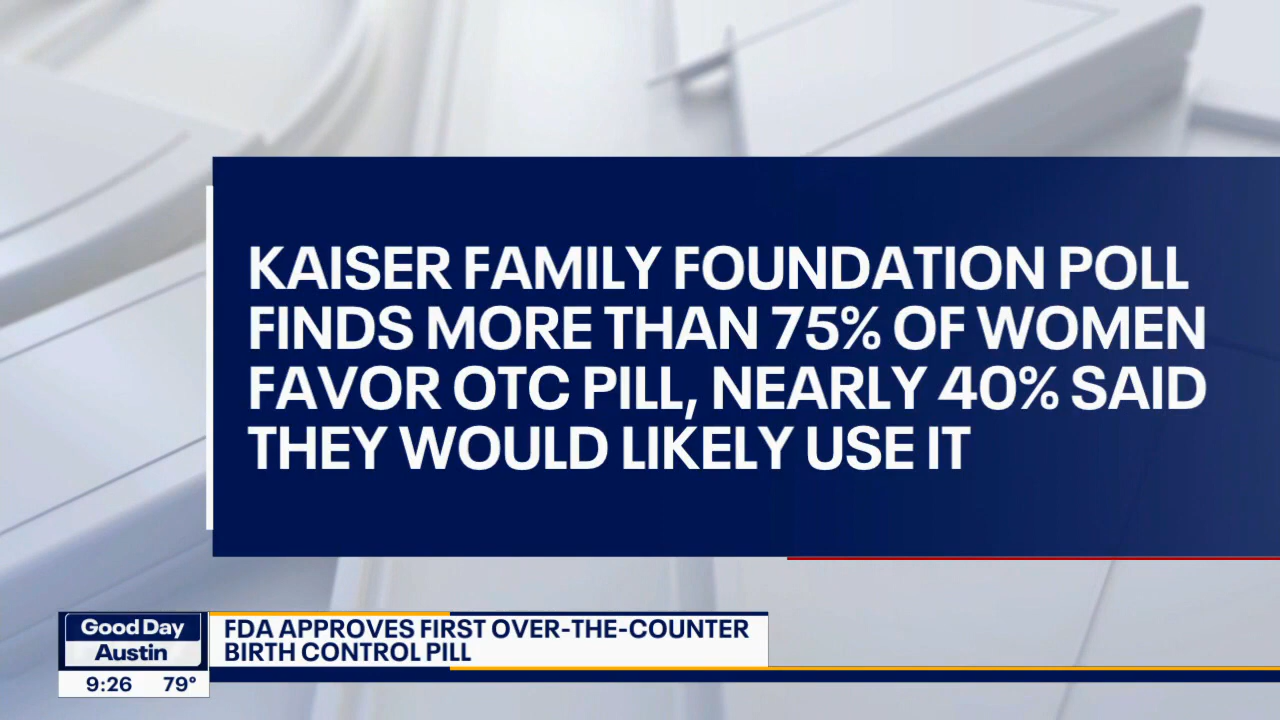 KAISER FAMILY FOUNDATION POLL
FINDS MORE THAN 75% OF WOMEN
FAVOR OTC PILL, NEARLY 40% SAID
THEY WOULD LIKELY USE IT
Good Day
Austin
FDA APPROVES FIRST OVER-THE-COUNTER
BIRTH CONTROL PILL
9:26 79°